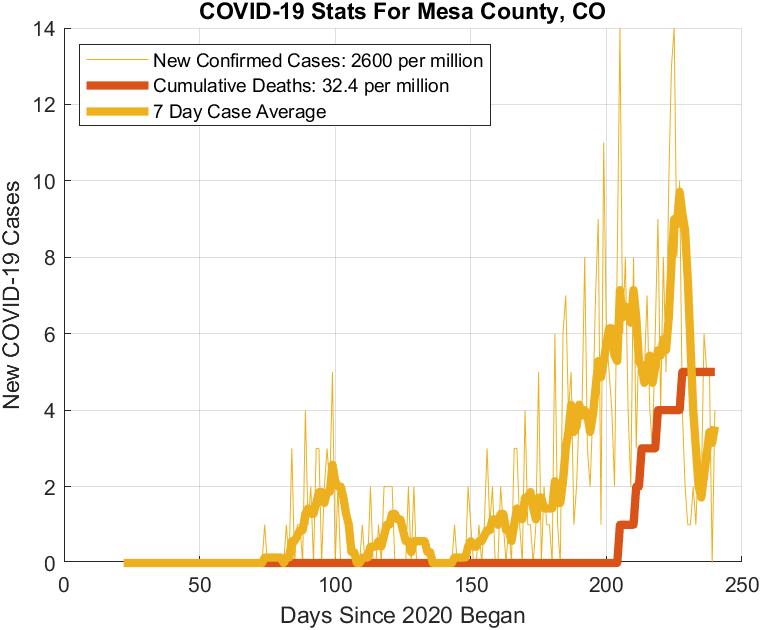 COVID-19 Stats For Mesa County, CO
New Confirmed Cases: 2600 per million
Cumulative Deaths: 32.4 per million
7 Day Case Average
New COVID-19 Cases
14
12
10
8
6
4
2
0
0 50 100 150 200 250
Days Since 2020 Began